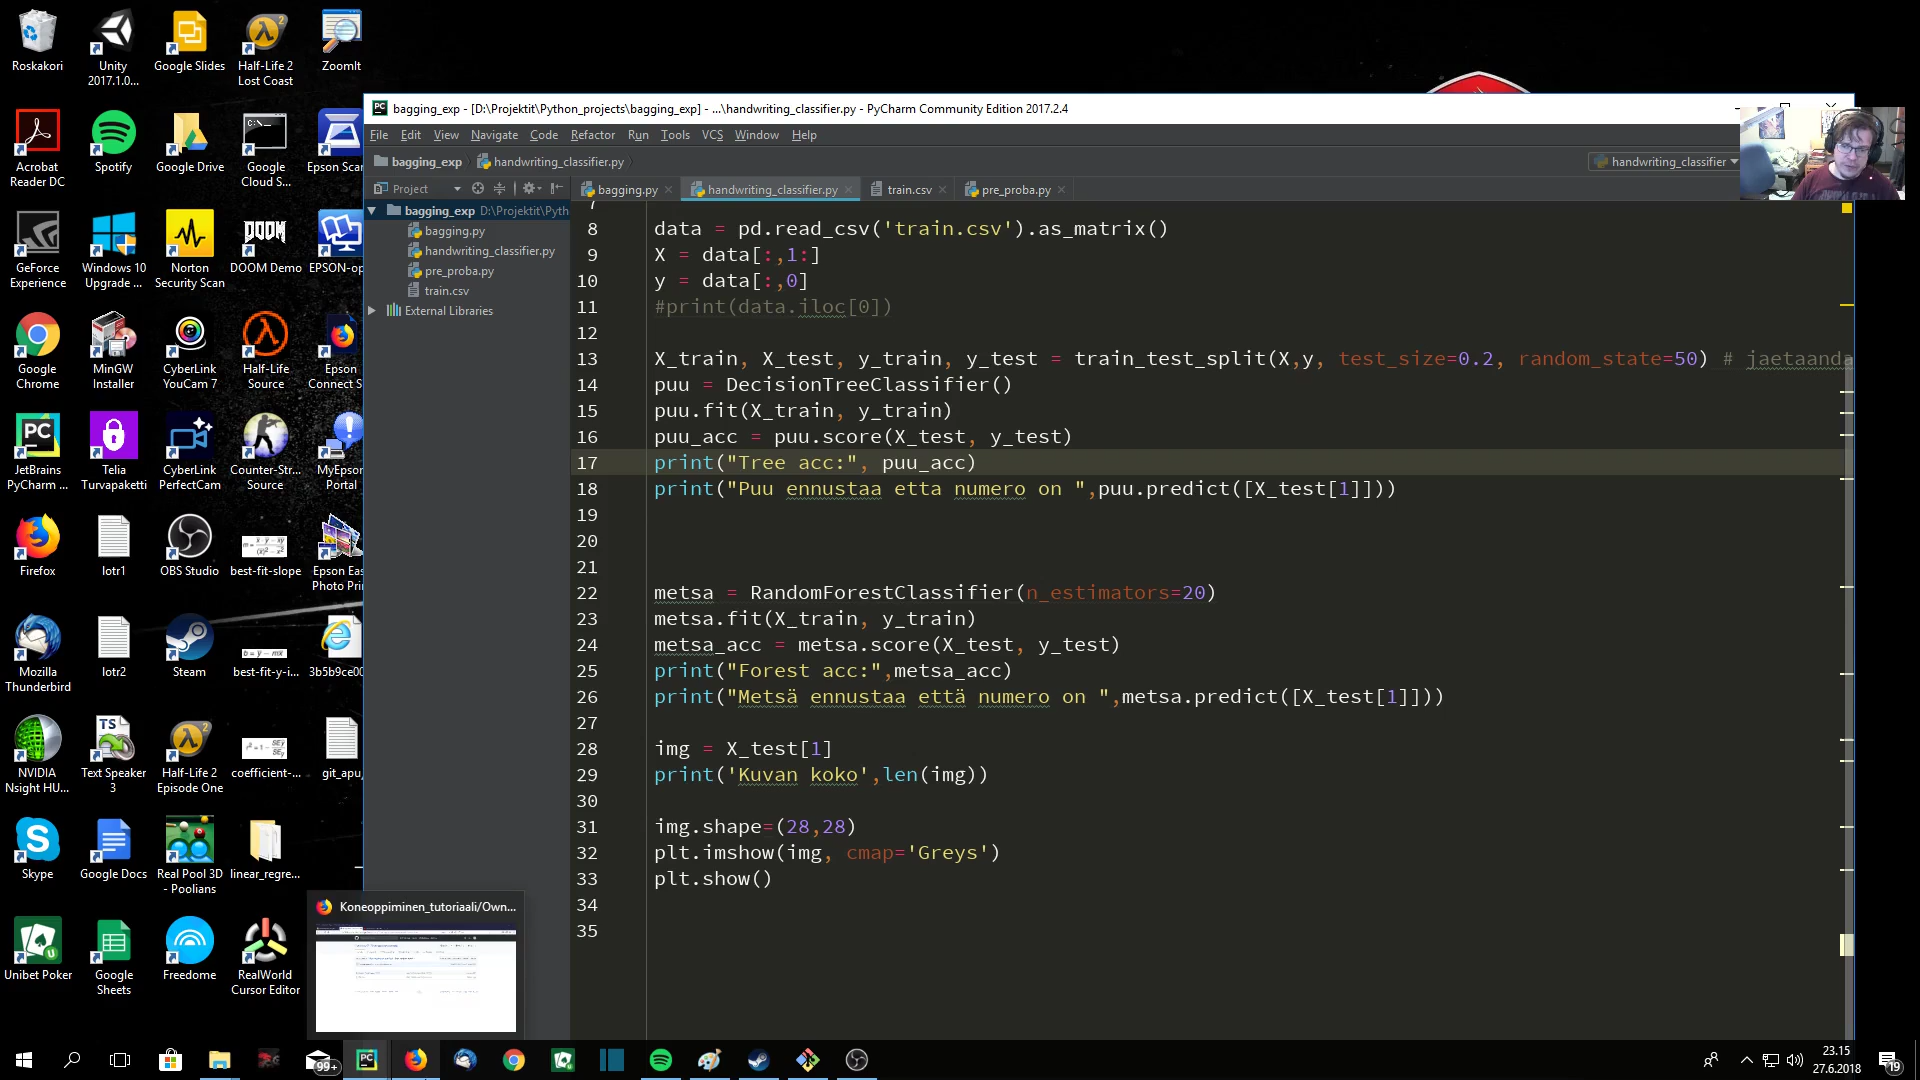 Roskakori
Unity 2017.1.0...
Google Slides
Half-Life 2 Lost Coast
ZoomIt
Acrobat Reader DC
Spotify
Google Drive
Google Cloud S...
Epson Scan
GeForce Experience
Windows 10 Upgrade ...
Norton Security Scan
DOOM Demo
EPSON-op
Google Chrome
MinGW Installer
CyberLink YouCam 7
Half-Life Source
Epson Connect S
JetBrains PyCharm ...
Telia Turvapaketti
CyberLink PerfectCam
Counter-Str... Source
MyEpson Portal
Firefox
lotr1
OBS Studio
best-fit-slope
Epson Eas Photo Pri
Mozilla Thunderbird
lotr2
Steam
best-fit-y-i...
3b5b9ce00
NVIDIA Nsight HU...
Text Speaker 3
Half-Life 2 Episode One
coefficient-...
git_apu,
Skype
Google Docs
Real Pool 3D - Poolians
linear_regre...
Unibet Poker
Google Sheets
Freedome
RealWorld Cursor Editor
bagging_exp - [D:\Projektit\Python_projects\bagging_exp] - ...\handwriting_classifier.py - PyCharm Community Edition 2017.2.4
File Edit View Navigate Code Refactor Run Tools VCS Window Help
bagging_exp handwriting_classifier.py handwriting_classifier
Project bagging.py handwriting_classifier.py train.csv pre_proba.py
bagging_exp D:\Projektit\Pyth
bagging.py
handwriting_classifier.py
pre_proba.py
train.csv
External Libraries
7
8 data = pd.read_csv('train.csv').as_matrix()
9 X = data[:,1:]
10 y = data[:,0]
11 #print(data.iloc[0])
12
13 X_train, X_test, y_train, y_test = train_test_split(X,y, test_size=0.2, random_state=50) # jaetaanda
14 puu = DecisionTreeClassifier()
15 puu.fit(X_train, y_train)
16 puu_acc = puu.score(X_test, y_test)
17 print("Tree acc:", puu_acc)
18 print("Puu ennustaa etta numero on ",puu.predict([X_test[1]]))
19
20
21
22 metsa = RandomForestClassifier(n_estimators=20)
23 metsa.fit(X_train, y_train)
24 metsa_acc = metsa.score(X_test, y_test)
25 print("Forest acc:",metsa_acc)
26 print("Metsä ennustaa että numero on ",metsa.predict([X_test[1]]))
27
28 img = X_test[1]
29 print('Kuvan koko',len(img))
30
31 img.shape=(28,28)
32 plt.imshow(img, cmap='Greys')
33 plt.show()
34
35
Koneoppiminen_tutoriaali/Own...
99+
23.15
27.6.2018
19